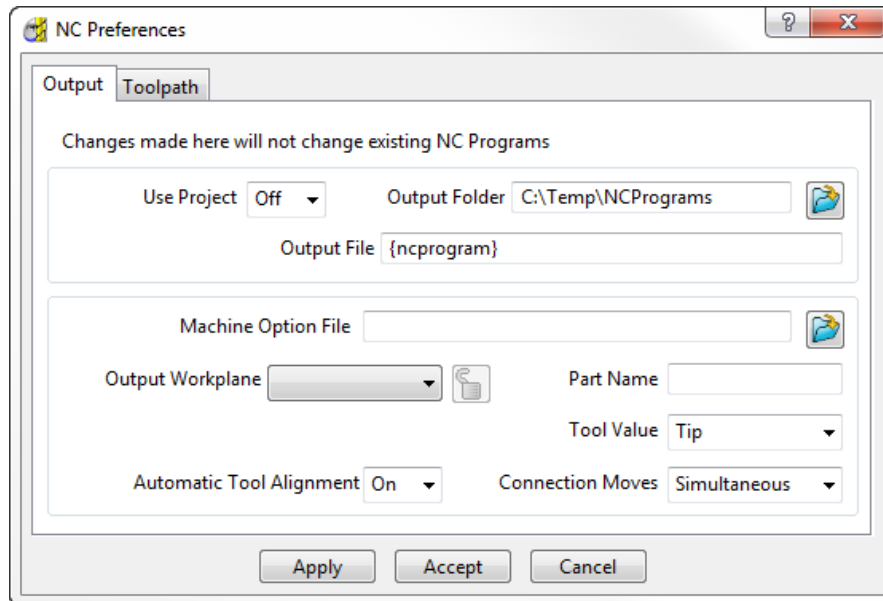 NC Preferences
Output Toolpath
Changes made here will not change existing NC Programs
Use Project Off Output Folder C:\Temp\NCPrograms
Output File {ncprogram}
Machine Option File
Output Workplane Part Name
Tool Value Tip
Automatic Tool Alignment On Connection Moves Simultaneous
Apply Accept Cancel